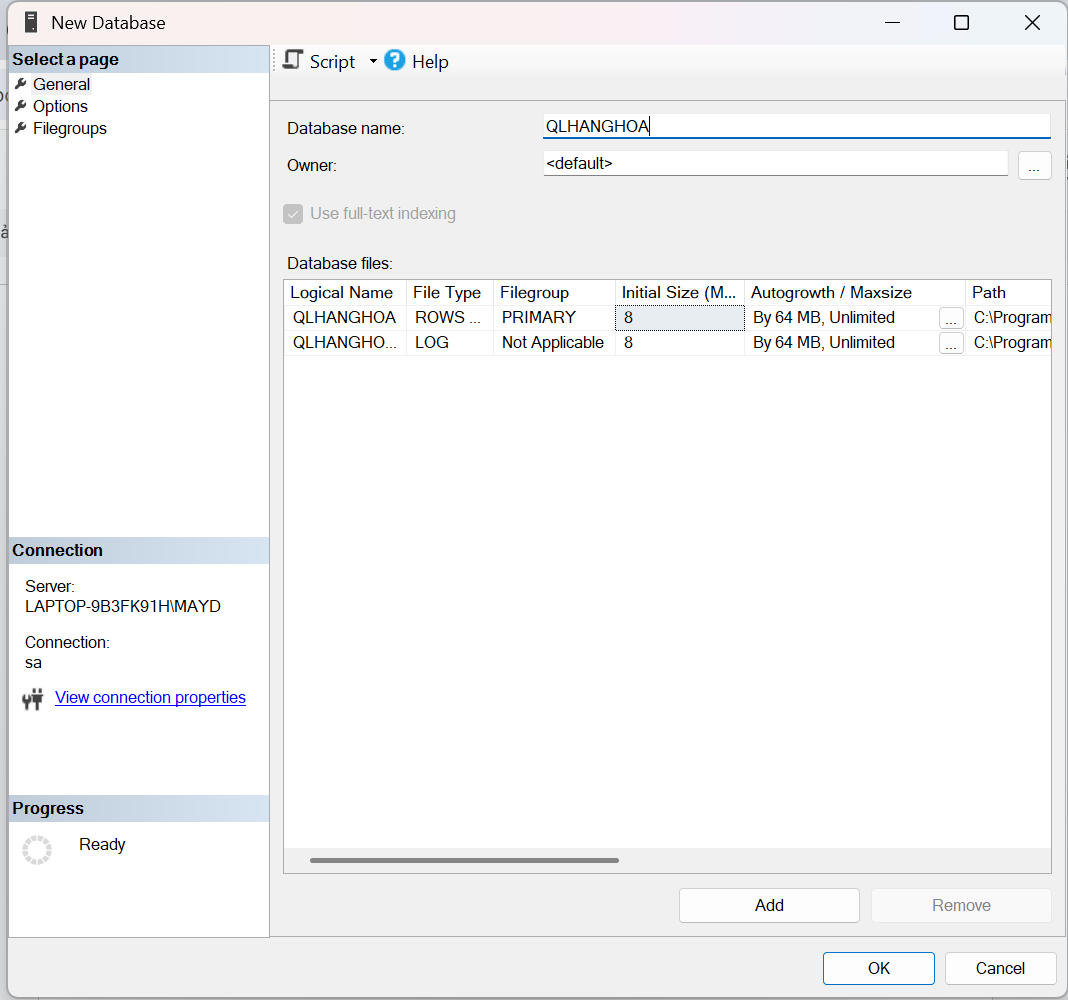 New Database
Select a page
General
Options
Filegroups
Script
Help
Database name:
QLHANGHOA
Owner:
<default>
...
Use full-text indexing
Database files:
Logical Name File Type Filegroup Initial Size (M... Autogrowth / Maxsize Path
QLHANGHOA ROWS ... PRIMARY 8 By 64 MB, Unlimited ... C:\Program
QLHANGHO... LOG Not Applicable 8 By 64 MB, Unlimited ... C:\Program
Connection
Server:
LAPTOP-9B3FK91H\MAYD
Connection:
sa
View connection properties
Progress
Ready
Add
Remove
OK
Cancel